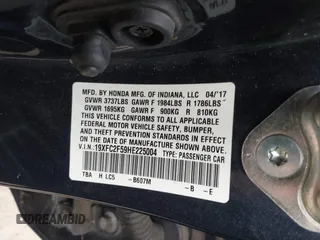 MFD. BY HONDA MFG. OF INDIANA, LLC 04/'17
GVWR 3737LBS GAWR F 1984LBS R 1786LBS
GVWR 1695KG GAWR F 900KG R 810KG
THIS VEHICLE CONFORMS TO ALL APPLICABLE
FEDERAL MOTOR VEHICLE SAFETY, BUMPER,
AND THEFT PREVENTION STANDARDS IN EFFECT
ON THE DATE OF MANUFACTURE SHOWN ABOVE.
V.I.N.: 19XFC2F59HE225004 TYPE: PASSENGER CAR
TBA H LC5 -B607M -B -E